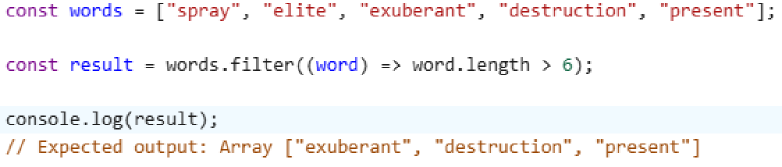 const words = ["spray", "elite", "exuberant", "destruction", "present"];
const result = words.filter((word) => word.length > 6);
console.log(result);
// Expected output: Array ["exuberant", "destruction", "present"]